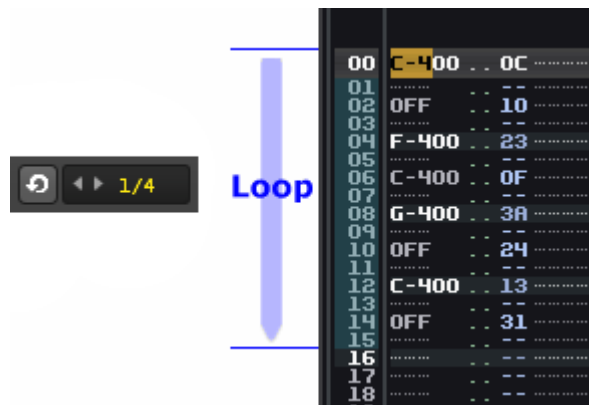 1/4
Loop
00 C-400 .. 0C
01 .. --
02 OFF .. 10
03 .. --
04 F-400 .. 23
05 .. --
06 C-400 .. 0F
07 .. --
08 G-400 .. 3A
09 .. --
10 OFF .. 24
11 .. --
12 C-400 .. 13
13 .. --
14 OFF .. 31
15 .. --
16 .. --
17 .. --
18 .. --